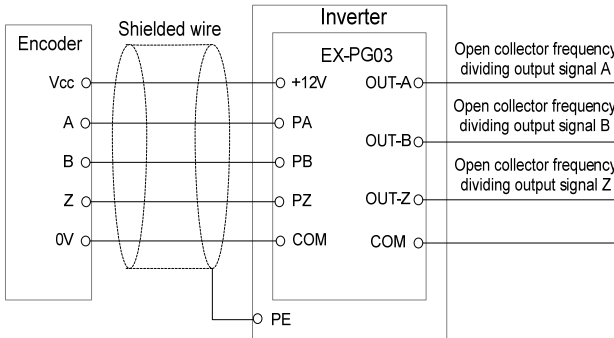 Inverter
Encoder
Shielded wire
EX-PG03
Vcc
A
B
Z
0V
+12V
PA
PB
PZ
COM
PE
OUT-A
OUT-B
OUT-Z
COM
Open collector frequency
dividing output signal A
Open collector frequency
dividing output signal B
Open collector frequency
dividing output signal Z